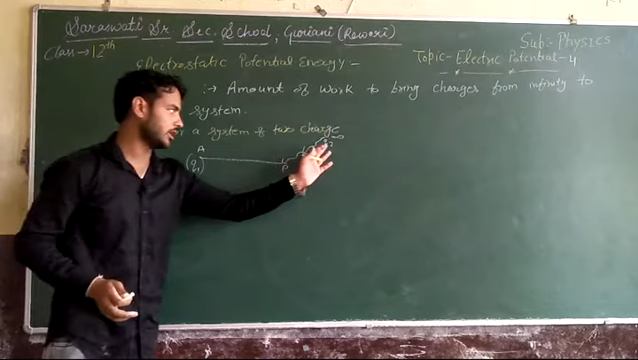 Saraswati Sr. Sec. School, Guriani (Rewari)
Class - 12th
Sub - Physics
Topic - Electric Potential - 4
Electrostatic Potential Energy -
:→ Amount of work to bring charges from infinity to
system.
a system of two charge
A
q1